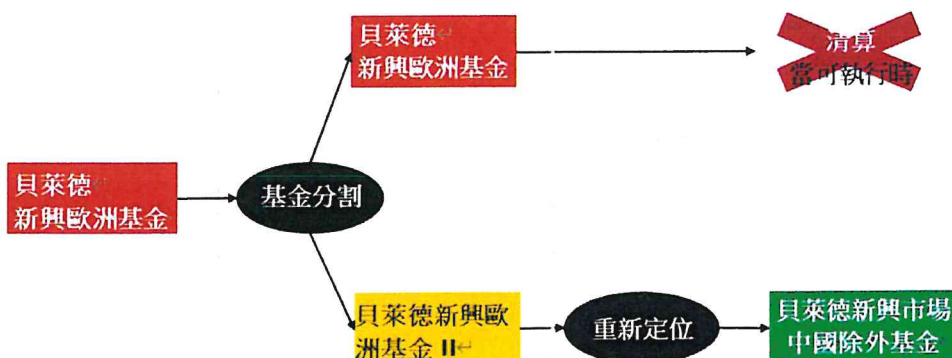 貝萊德
新興歐洲基金
清算
當可執行時
貝萊德
新興歐洲基金
基金分割
貝萊德新興歐
洲基金 II
重新定位
貝萊德新興市場
中國除外基金